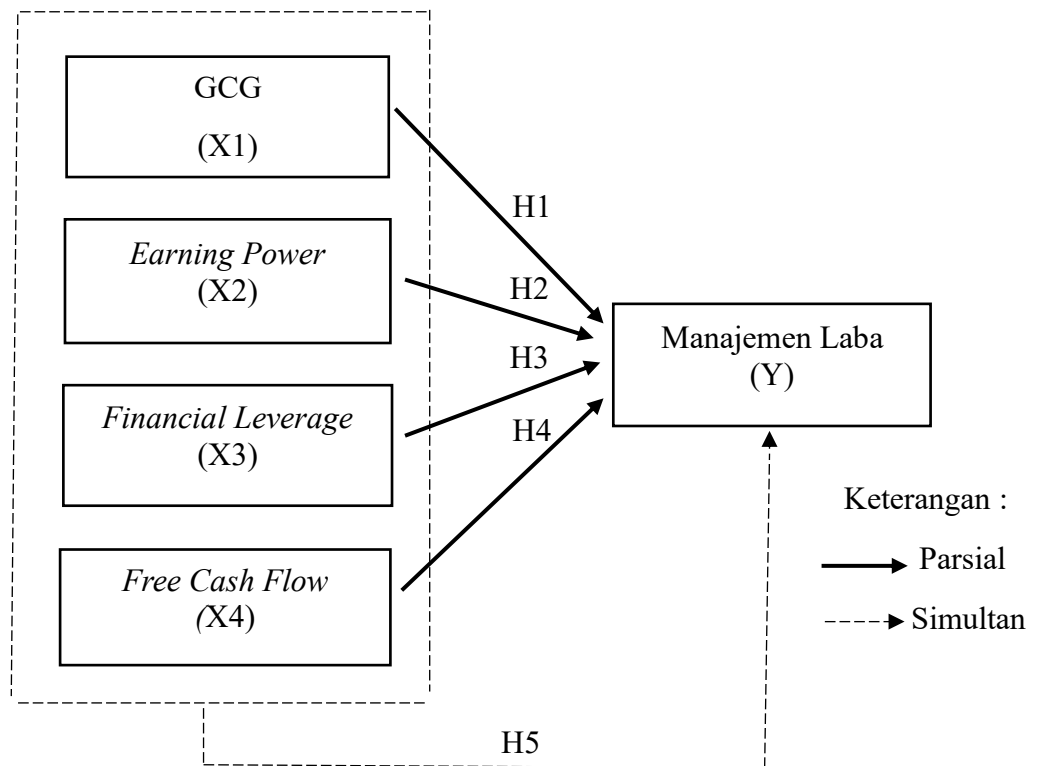 GCG
(X1)
Earning Power
(X2)
Financial Leverage
(X3)
Free Cash Flow
(X4)
H1
H2
H3
H4
Manajemen Laba
(Y)
Keterangan :
Parsial
Simultan
H5